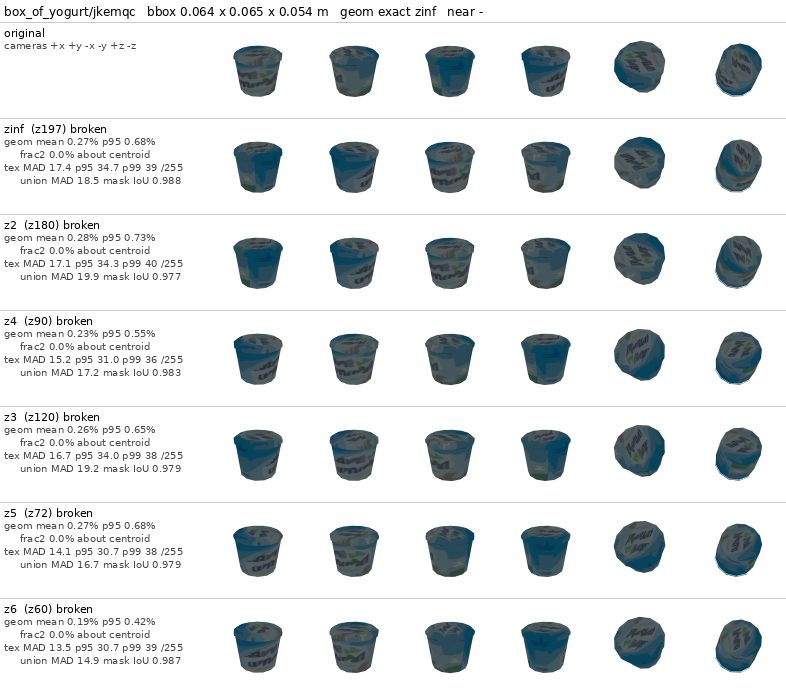 box_of_yogurt/jkemqc bbox 0.064 x 0.065 x 0.054 m geom exact zinf near -
original
cameras +x +y -x -y +z -z
zinf (z197) broken
geom mean 0.27% p95 0.68%
frac2 0.0% about centroid
tex MAD 17.4 p95 34.7 p99 39 /255
union MAD 18.5 mask IoU 0.988
z2 (z180) broken
geom mean 0.28% p95 0.73%
frac2 0.0% about centroid
tex MAD 17.1 p95 34.3 p99 40 /255
union MAD 19.9 mask IoU 0.977
z4 (z90) broken
geom mean 0.23% p95 0.55%
frac2 0.0% about centroid
tex MAD 15.2 p95 31.0 p99 36 /255
union MAD 17.2 mask IoU 0.983
z3 (z120) broken
geom mean 0.26% p95 0.65%
frac2 0.0% about centroid
tex MAD 16.7 p95 34.0 p99 38 /255
union MAD 19.2 mask IoU 0.979
z5 (z72) broken
geom mean 0.27% p95 0.68%
frac2 0.0% about centroid
tex MAD 14.1 p95 30.7 p99 38 /255
union MAD 16.7 mask IoU 0.979
z6 (z60) broken
geom mean 0.19% p95 0.42%
frac2 0.0% about centroid
tex MAD 13.5 p95 30.7 p99 39 /255
union MAD 14.9 mask IoU 0.987